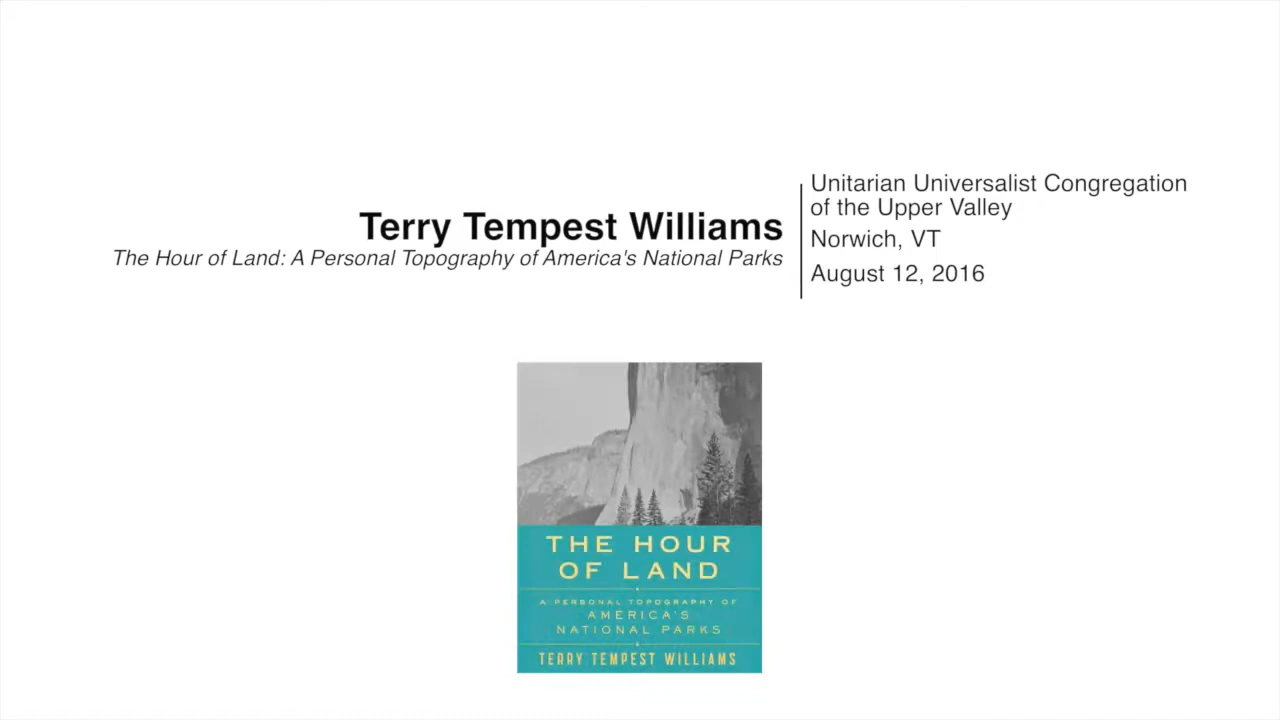 Terry Tempest Williams
The Hour of Land: A Personal Topography of America's National Parks
Unitarian Universalist Congregation
of the Upper Valley
Norwich, VT
August 12, 2016
THE HOUR
OF LAND
A PERSONAL TOPOGRAPHY OF
AMERICA'S
NATIONAL PARKS
TERRY TEMPEST WILLIAMS